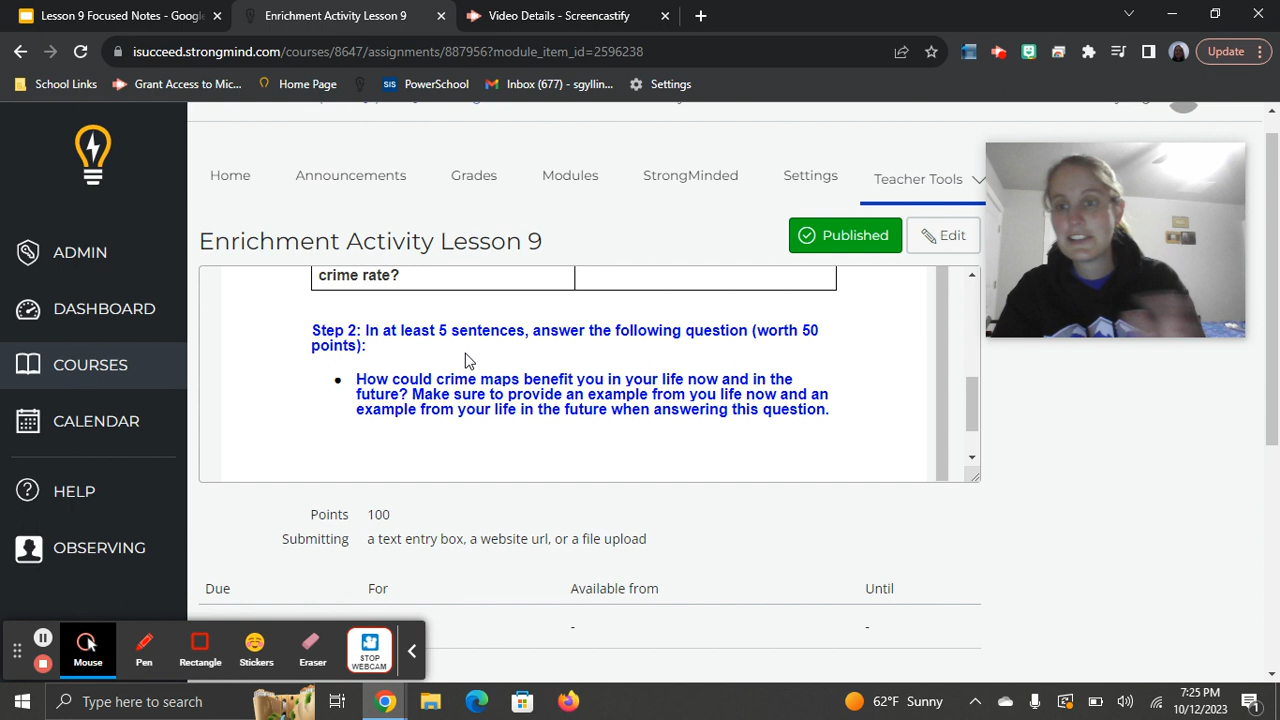 Lesson 9 Focused Notes - Google
Enrichment Activity Lesson 9
Video Details - Screencastify
isucceed.strongmind.com/courses/8647/assignments/887956?module_item_id=2596238
Update
School Links
Grant Access to Mic...
Home Page
SIS
PowerSchool
Inbox (677) - sgyllin...
Settings
Home
Announcements
Grades
Modules
StrongMinded
Settings
Teacher Tools
Enrichment Activity Lesson 9
Published
Edit
ADMIN
DASHBOARD
COURSES
CALENDAR
HELP
OBSERVING
crime rate?
Step 2: In at least 5 sentences, answer the following question (worth 50
points):
How could crime maps benefit you in your life now and in the
future? Make sure to provide an example from you life now and an
example from your life in the future when answering this question.
Points 100
Submitting a text entry box, a website url, or a file upload
Due For Available from Until
- -
Mouse
Pen
Rectangle
Stickers
Eraser
STOP
WEBCAM
Type here to search
62°F Sunny
7:25 PM
10/12/2023
1